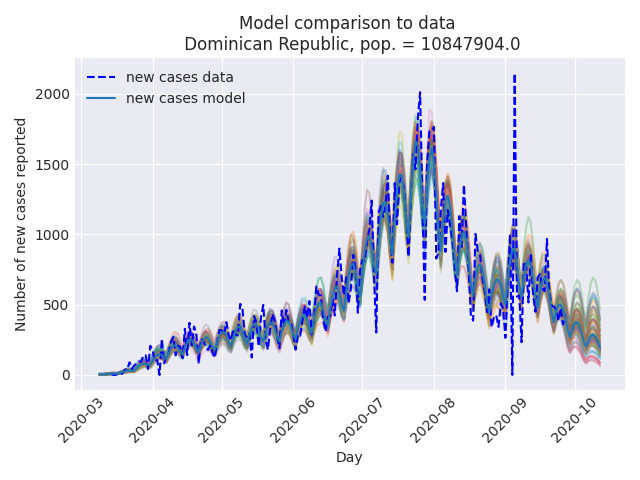 Model comparison to data
Dominican Republic, pop. = 10847904.0
new cases data
new cases model
Number of new cases reported
2000
1500
1000
500
0
2020-03
2020-04
2020-05
2020-06
2020-07
2020-08
2020-09
2020-10
Day